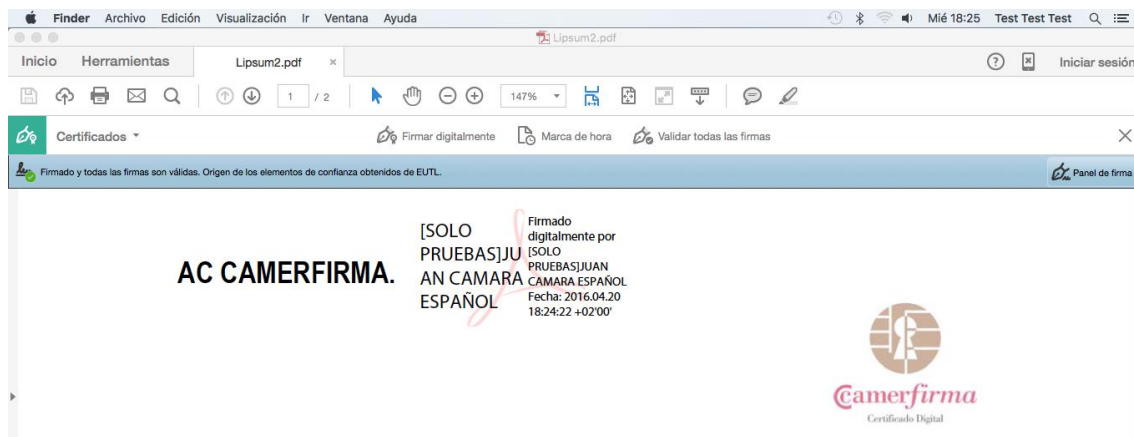 Finder Archivo Edición Visualización Ir Ventana Ayuda Mié 18:25 Test Test Test
Lipsum2.pdf
Inicio Herramientas Lipsum2.pdf × Iniciar sesión
1 / 2 147%
Certificados Firmar digitalmente Marca de hora Validar todas las firmas
Firmado y todas las firmas son válidas. Origen de los elementos de confianza obtenidos de EUTL. Panel de firma
AC CAMERFIRMA.
[SOLO
PRUEBAS]JU
AN CAMARA
ESPAÑOL
Firmado
digitalmente por
[SOLO
PRUEBAS]JUAN
CAMARA ESPAÑOL
Fecha: 2016.04.20
18:24:22 +02'00'
Camerfirma
Certificado Digital